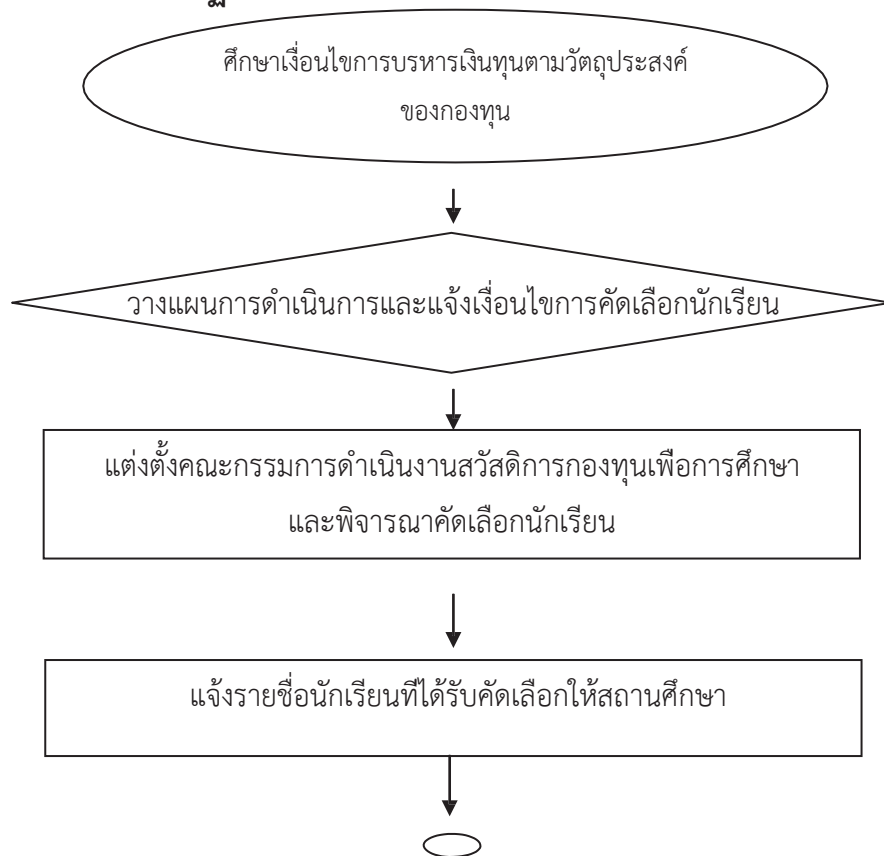 ศึกษาเงื่อนไขการบริหารเงินทุนตามวัตถุประสงค์
ของกองทุน
วางแผนการดำเนินการและแจ้งเงื่อนไขการคัดเลือกนักเรียน
แต่งตั้งคณะกรรมการดำเนินงานสวัสดิการกองทุนเพื่อการศึกษา
และพิจารณาคัดเลือกนักเรียน
แจ้งรายชื่อนักเรียนที่ได้รับคัดเลือกให้สถานศึกษา